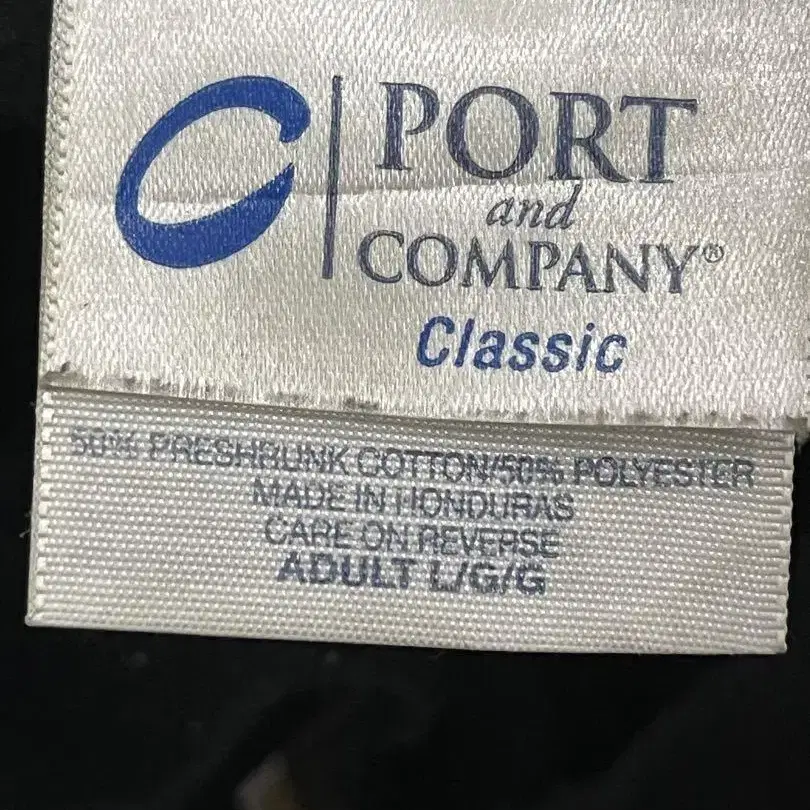 PORT
and
COMPANY®
Classic
50% PRESHRUNK COTTON/50% POLYESTER
MADE IN HONDURAS
CARE ON REVERSE
ADULT L/G/G